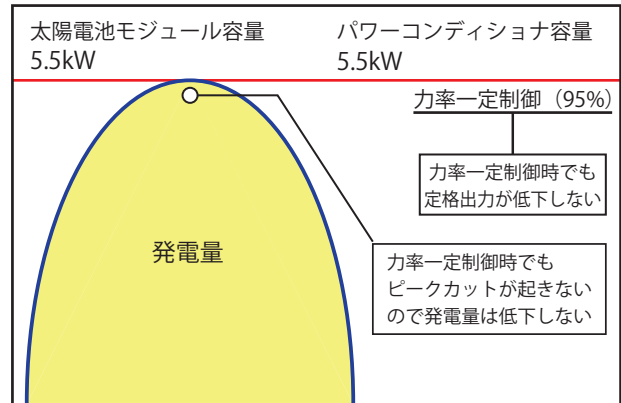 太陽電池モジュール容量
5.5kW
パワーコンディショナ容量
5.5kW
力率一定制御（95%）
力率一定制御時でも
定格出力が低下しない
発電量
力率一定制御時でも
ピークカットが起きない
ので発電量は低下しない